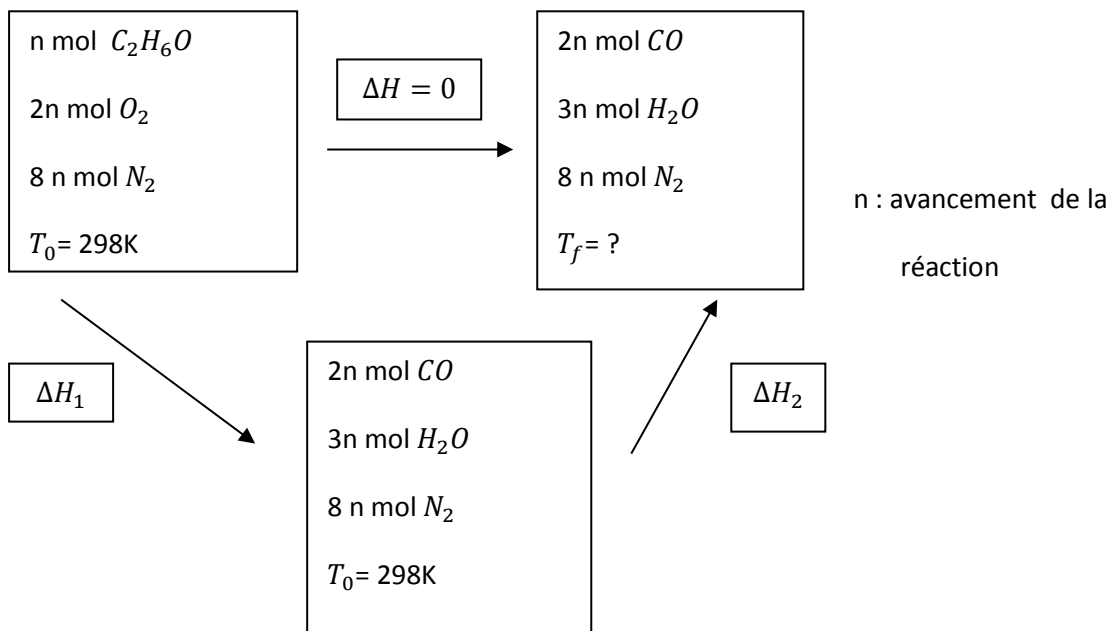 n mol C₂H₆O
2n mol O₂
8 n mol N₂
T₀= 298K
ΔH = 0
2n mol CO
3n mol H₂O
8 n mol N₂
T_f= ?
n : avancement de la
réaction
ΔH₁
2n mol CO
3n mol H₂O
8 n mol N₂
T₀= 298K
ΔH₂